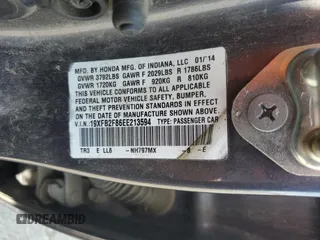 MFD. BY HONDA MFG. OF INDIANA, LLC 01/14
GVWR 3792LBS GAWR F 2029LBS R 1786LBS
GVWR 1720KG GAWR F 920KG R 810KG
THIS VEHICLE CONFORMS TO ALL APPLICABLE
FEDERAL MOTOR VEHICLE SAFETY, BUMPER,
AND THEFT PREVENTION STANDARDS IN EFFECT
ON THE DATE OF MANUFACTURE SHOWN ABOVE.
V.I.N.: 19XFB2F86EE213594 TYPE: PASSENGER CAR
TR3 E LL8 -NH797MX -B -E
DREAMBID